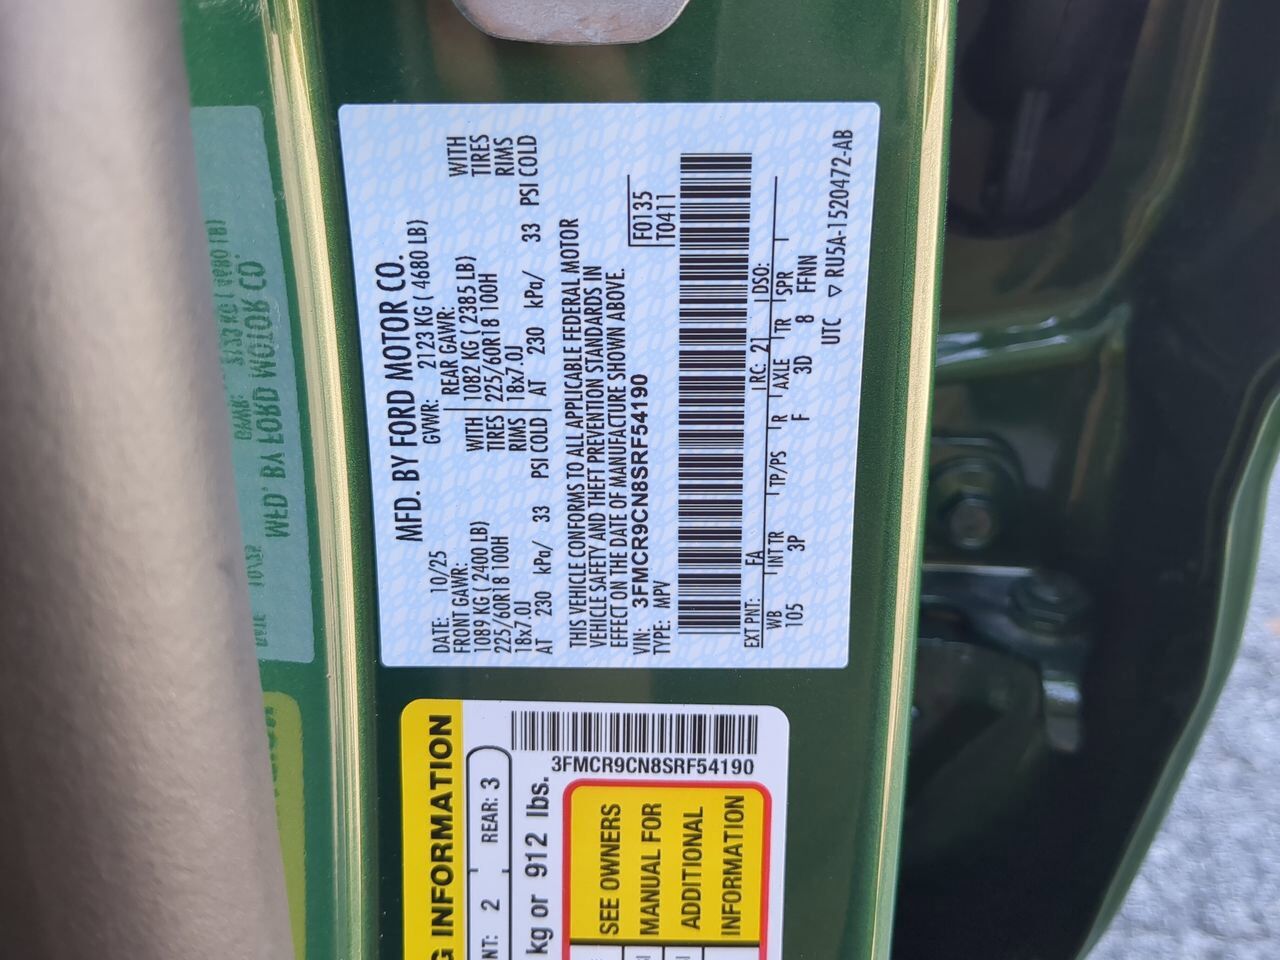 MFD. BY FORD MOTOR CO.
DATE: 10/25 GVWR: 2123 KG ( 4680 LB)
FRONT GAWR: REAR GAWR:
1089 KG ( 2400 LB) WITH 1082 KG ( 2385 LB) WITH
225/60R18 100H TIRES 225/60R18 100H TIRES
18x7.0J RIMS 18x7.0J RIMS
AT 230 kPa/ 33 PSI COLD AT 230 kPa/ 33 PSI COLD
THIS VEHICLE CONFORMS TO ALL APPLICABLE FEDERAL MOTOR
VEHICLE SAFETY AND THEFT PREVENTION STANDARDS IN
EFFECT ON THE DATE OF MANUFACTURE SHOWN ABOVE.
VIN: 3FMCR9CN8SRF54190 F0135
TYPE: MPV T0411
EXT PNT: FA RC: 21 DSO:
WB INT TR TP/PS R AXLE TR SPR
105 3P F 3D 8 FFNN
UTC ▽ RU5A-1520472-AB
INFORMATION
2 REAR: 3
kg or 912 lbs.
3FMCR9CN8SRF54190
SEE OWNERS
MANUAL FOR
ADDITIONAL
INFORMATION